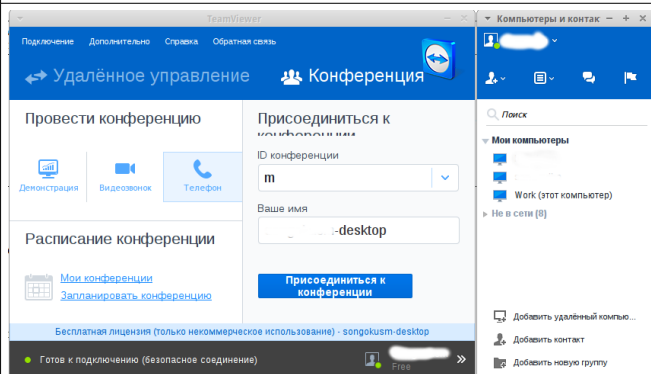 TeamViewer
Подключение Дополнительно Справка Обратная связь
Удалённое управление Конференция
Провести конференцию
Демонстрация Видеозвонок Телефон
Расписание конференции
Мои конференции
Запланировать конференцию
Присоединиться к
конференции
ID конференции
m
Ваше имя
-desktop
Присоединиться к
конференции
Бесплатная лицензия (только некоммерческое использование) - songokusm-desktop
Готов к подключению (безопасное соединение)
Free
Компьютеры и контак
Поиск
Мои компьютеры
Work (этот компьютер)
Не в сети (8)
Добавить удалённый компью...
Добавить контакт
Добавить новую группу